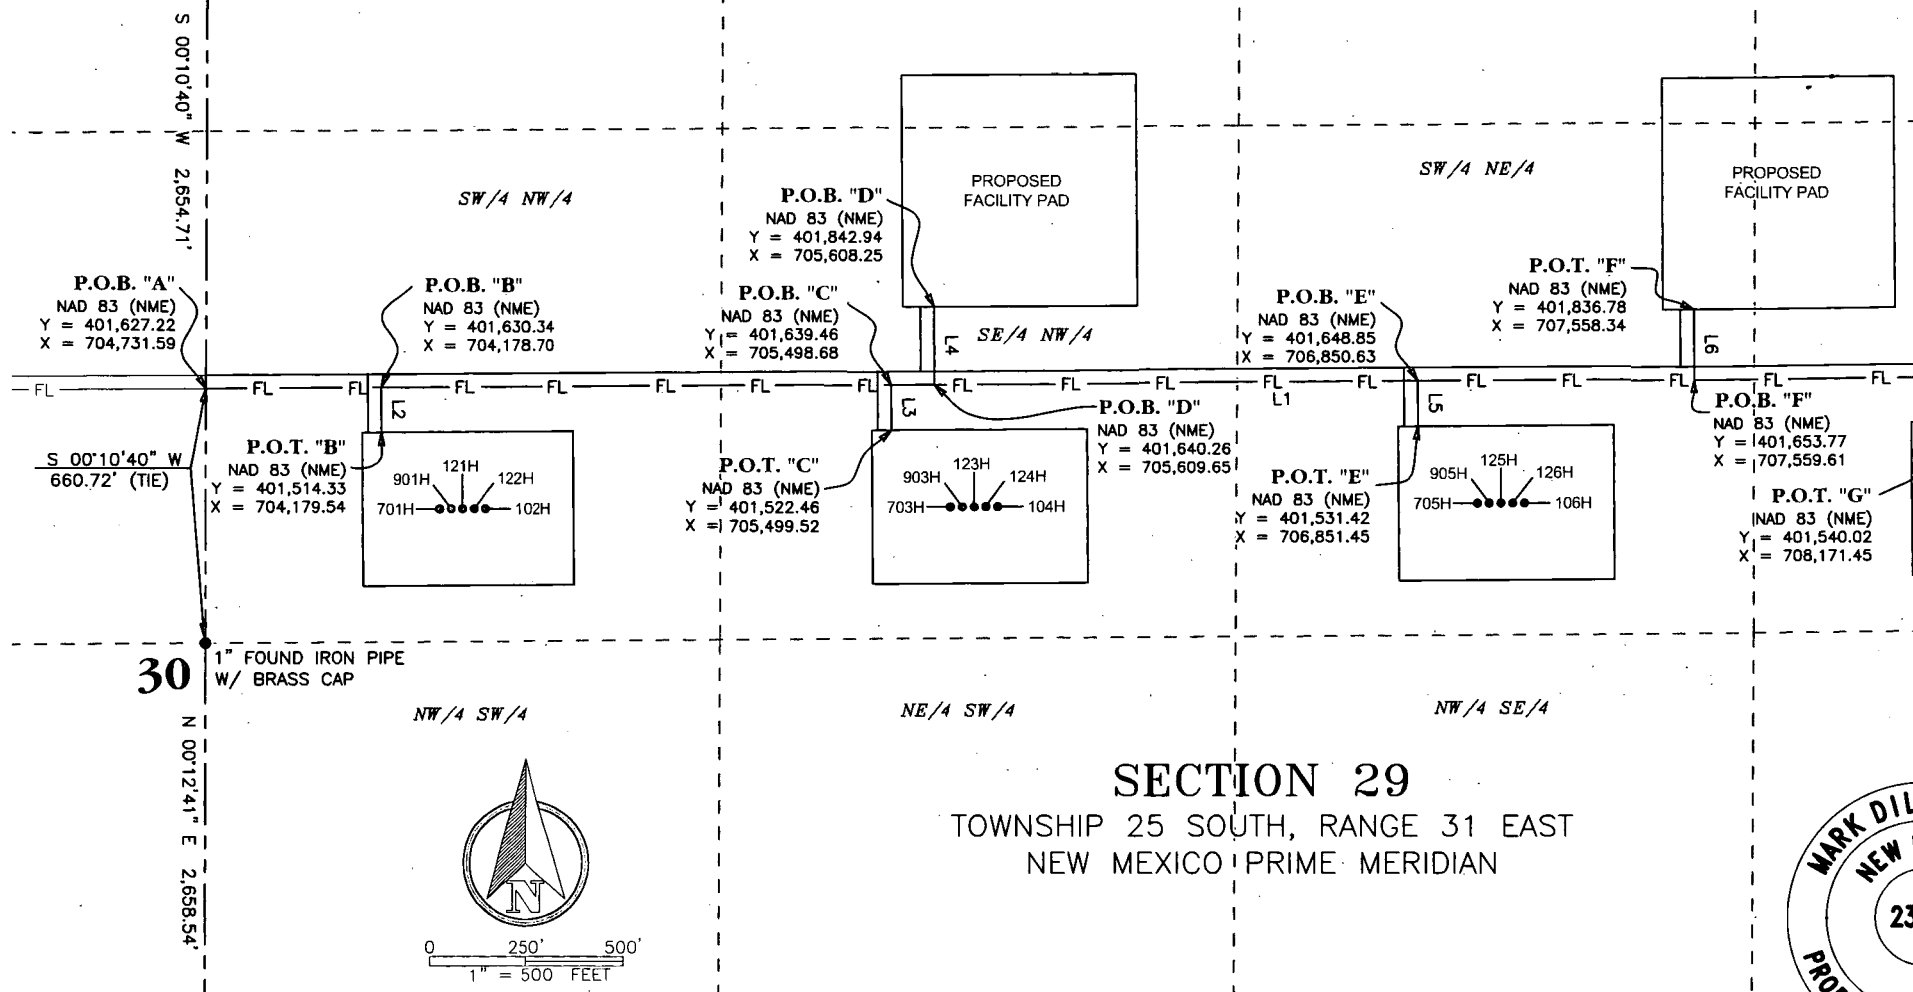 S 00°10'40" W 2,654.71'
SW/4 NW/4
PROPOSED
FACILITY PAD
SW/4 NE/4
PROPOSED
FACILITY PAD
P.O.B. "D"
NAD 83 (NME)
Y = 401,842.94
X = 705,608.25
P.O.B. "A"
NAD 83 (NME)
Y = 401,627.22
X = 704,731.59
P.O.B. "B"
NAD 83 (NME)
Y = 401,630.34
X = 704,178.70
P.O.B. "C"
NAD 83 (NME)
Y = 401,639.46
X = 705,498.68
L4
SE/4 NW/4
P.O.B. "E"
NAD 83 (NME)
Y = 401,648.85
X = 706,850.63
P.O.T. "F"
NAD 83 (NME)
Y = 401,836.78
X = 707,558.34
L6
FL FL FL FL FL FL FL FL FL FL FL FL FL FL FL FL FL FL
L1
L2
L3
L5
P.O.B. "D"
NAD 83 (NME)
Y = 401,640.26
X = 705,609.65
P.O.B. "F"
NAD 83 (NME)
Y = 401,653.77
X = 707,559.61
S 00°10'40" W
660.72' (TIE)
P.O.T. "B"
NAD 83 (NME)
Y = 401,514.33
X = 704,179.54
121H
901H 122H
701H 102H
P.O.T. "C"
NAD 83 (NME)
Y = 401,522.46
X = 705,499.52
123H
903H 124H
703H 104H
P.O.T. "E"
NAD 83 (NME)
Y = 401,531.42
X = 706,851.45
125H
905H 126H
705H 106H
P.O.T. "G"
NAD 83 (NME)
Y = 401,540.02
X = 708,171.45
30
1" FOUND IRON PIPE
W/ BRASS CAP
N 00°12'41" E 2,658.54'
NW/4 SW/4
NE/4 SW/4
NW/4 SE/4
SECTION 29
TOWNSHIP 25 SOUTH, RANGE 31 EAST
NEW MEXICO PRIME MERIDIAN
N
0 250' 500'
1" = 500 FEET
MARK DIL
NEW
23
PRO